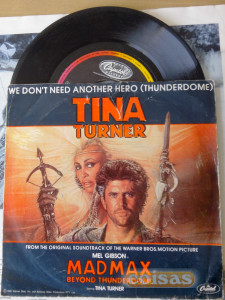 Capitol
WE DON'T NEED ANOTHER HERO (THUNDERDOME)
TINA
TURNER
FROM THE ORIGINAL SOUNDTRACK OF THE WARNER BROS. MOTION PICTURE
MEL GIBSON
MAD MAX
BEYOND THUNDERDOME
TINA TURNER
Capitol